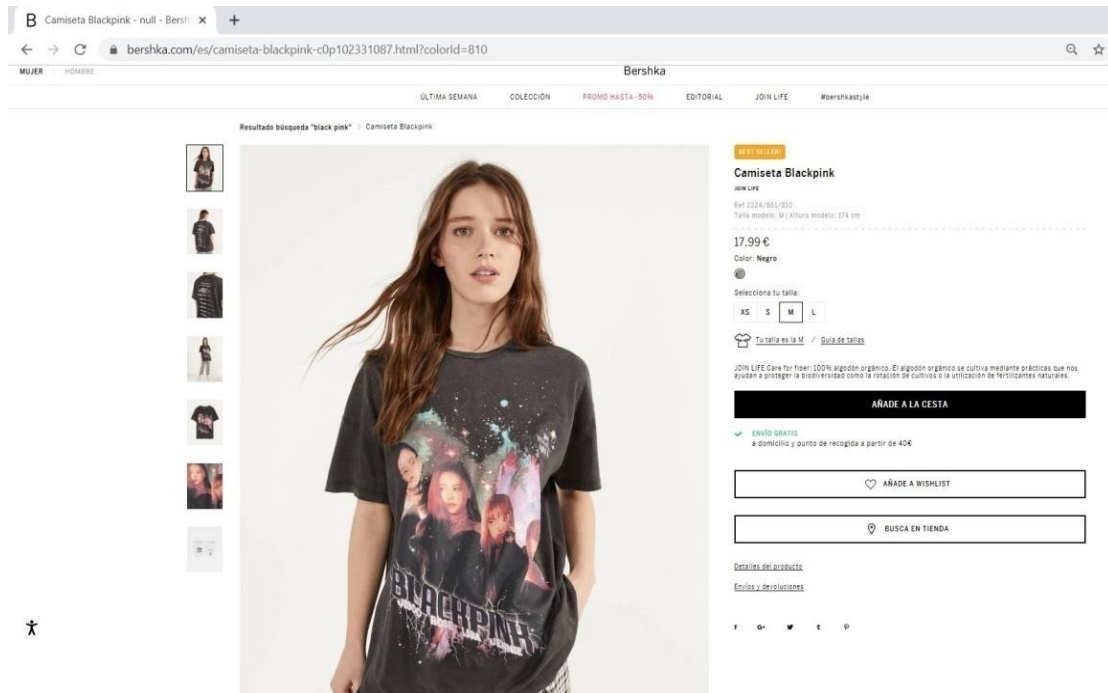 B Camiseta Blackpink - null - Bersh × +
bershka.com/es/camiseta-blackpink-c0p102331087.html?colorId=810
MUJER | HOMBRE
Bershka
ÚLTIMA SEMANA COLECCIÓN PROMO HASTA -50% EDITORIAL JOIN LIFE #bershkastyle
Resultado búsqueda "black pink" > Camiseta Blackpink
BEST SELLER!
Camiseta Blackpink
JOIN LIFE
Ref 2224/851/810
Talla modelo: M | Altura modelo: 174 cm
17,99 €
Color: Negro
Selecciona tu talla:
XS S M L
Tu talla es la M / Guía de tallas
JOIN LIFE Care for fiber: 100% algodón orgánico. El algodón orgánico se cultiva mediante prácticas que nos
ayudan a proteger la biodiversidad como la rotación de cultivos o la utilización de fertilizantes naturales.
AÑADE A LA CESTA
ENVÍO GRATIS
a domicilio y punto de recogida a partir de 40€
AÑADE A WISHLIST
BUSCA EN TIENDA
Detalles del producto
Envíos y devoluciones
BLACKPINK
JISOO ROSÉ LISA JENNIE